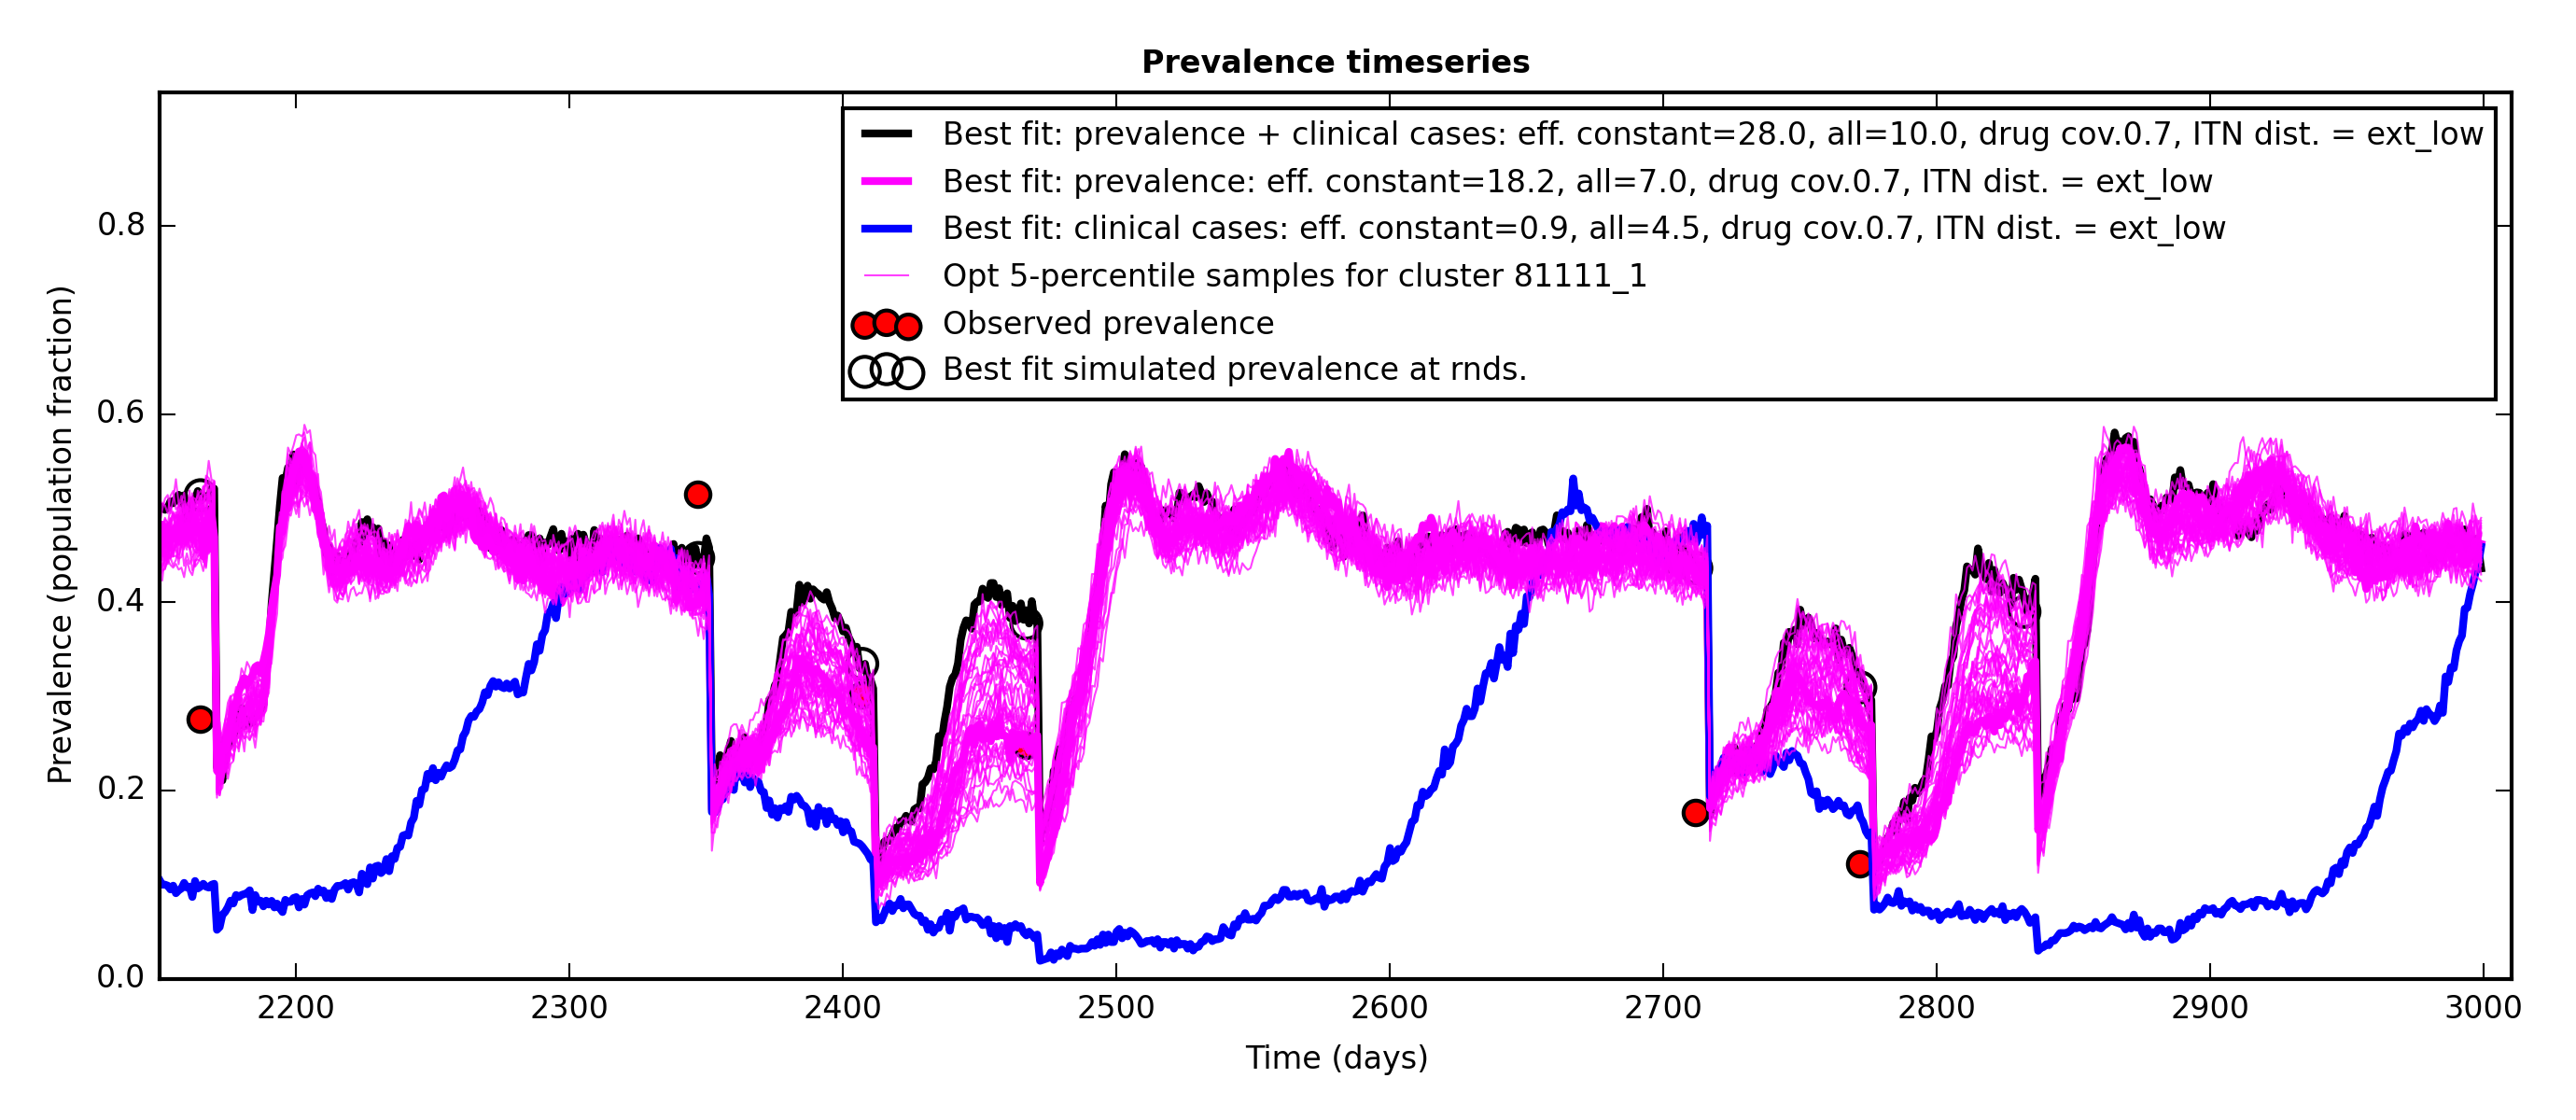 Prevalence timeseries
Best fit: prevalence + clinical cases: eff. constant=28.0, all=10.0, drug cov.0.7, ITN dist. = ext_low
Best fit: prevalence: eff. constant=18.2, all=7.0, drug cov.0.7, ITN dist. = ext_low
Best fit: clinical cases: eff. constant=0.9, all=4.5, drug cov.0.7, ITN dist. = ext_low
Opt 5-percentile samples for cluster 81111_1
Observed prevalence
Best fit simulated prevalence at rnds.
Prevalence (population fraction)
0.8
0.6
0.4
0.2
0.0
2200 2300 2400 2500 2600 2700 2800 2900 3000
Time (days)